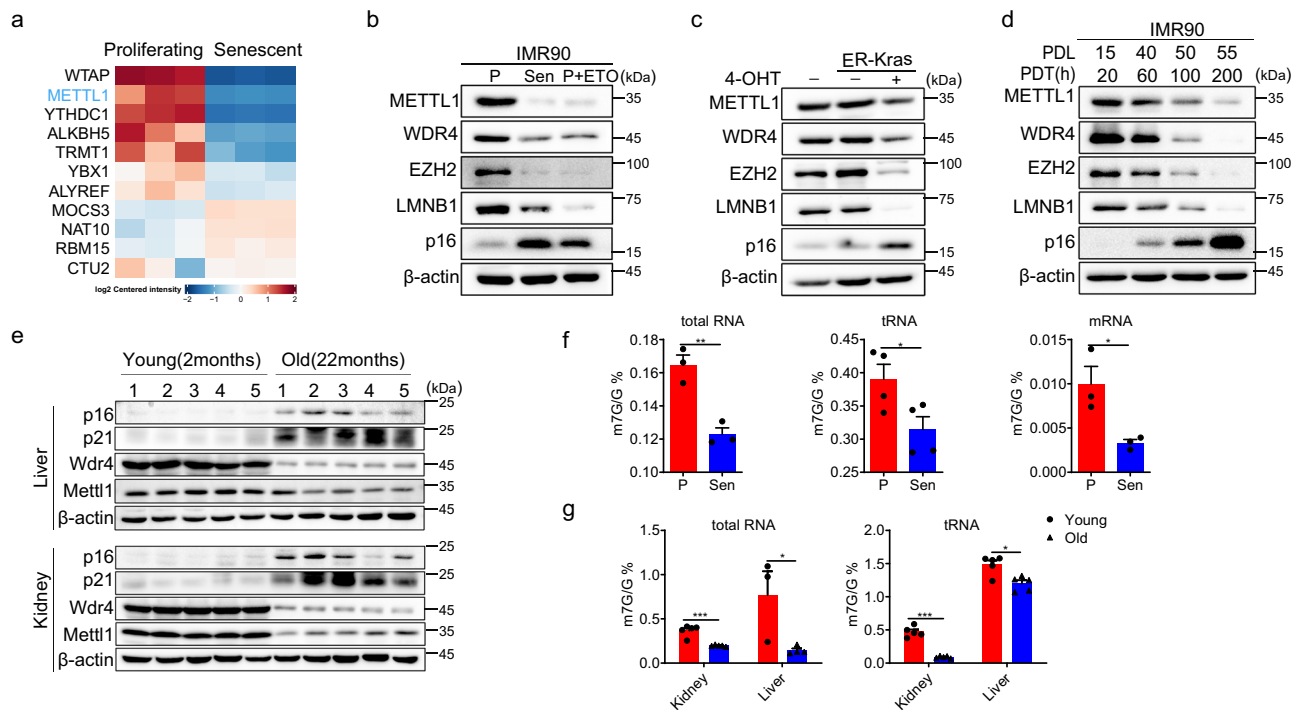 a
Proliferating Senescent
WTAP
METTL1
YTHDC1
ALKBH5
TRMT1
YBX1
ALYREF
MOCS3
NAT10
RBM15
CTU2
log2 Centered intensity
−2 −1 0 1 2
b
IMR90
P Sen P+ETO (kDa)
METTL1 35
WDR4 45
EZH2 100
LMNB1 75
p16 15
β-actin 45
c
ER-Kras
4-OHT − − + (kDa)
METTL1 35
WDR4 45
EZH2 100
LMNB1 75
p16 15
β-actin 45
d
IMR90
PDL 15 40 50 55
PDT(h) 20 60 100 200 (kDa)
METTL1 35
WDR4 45
EZH2 100
LMNB1 75
p16 15
β-actin 45
e
Young(2months) Old(22months)
1 2 3 4 5 1 2 3 4 5 (kDa)
Liver
p16 25
p21 25
Wdr4 45
Mettl1 35
β-actin 45
Kidney
p16 25
p21 25
Wdr4 45
Mettl1 35
β-actin 45
f
total RNA
m7G/G %
0.16
0.14
0.12
0.10
**
P Sen
tRNA
m7G/G %
0.45
0.40
0.35
0.30
0.25
*
P Sen
mRNA
m7G/G %
0.015
0.010
0.005
0.000
*
P Sen
g
total RNA
m7G/G %
1.5
1.0
0.5
0.0
*** *
Kidney Liver
tRNA
m7G/G %
2.0
1.5
1.0
0.5
0.0
*** *
Kidney Liver
Young
Old